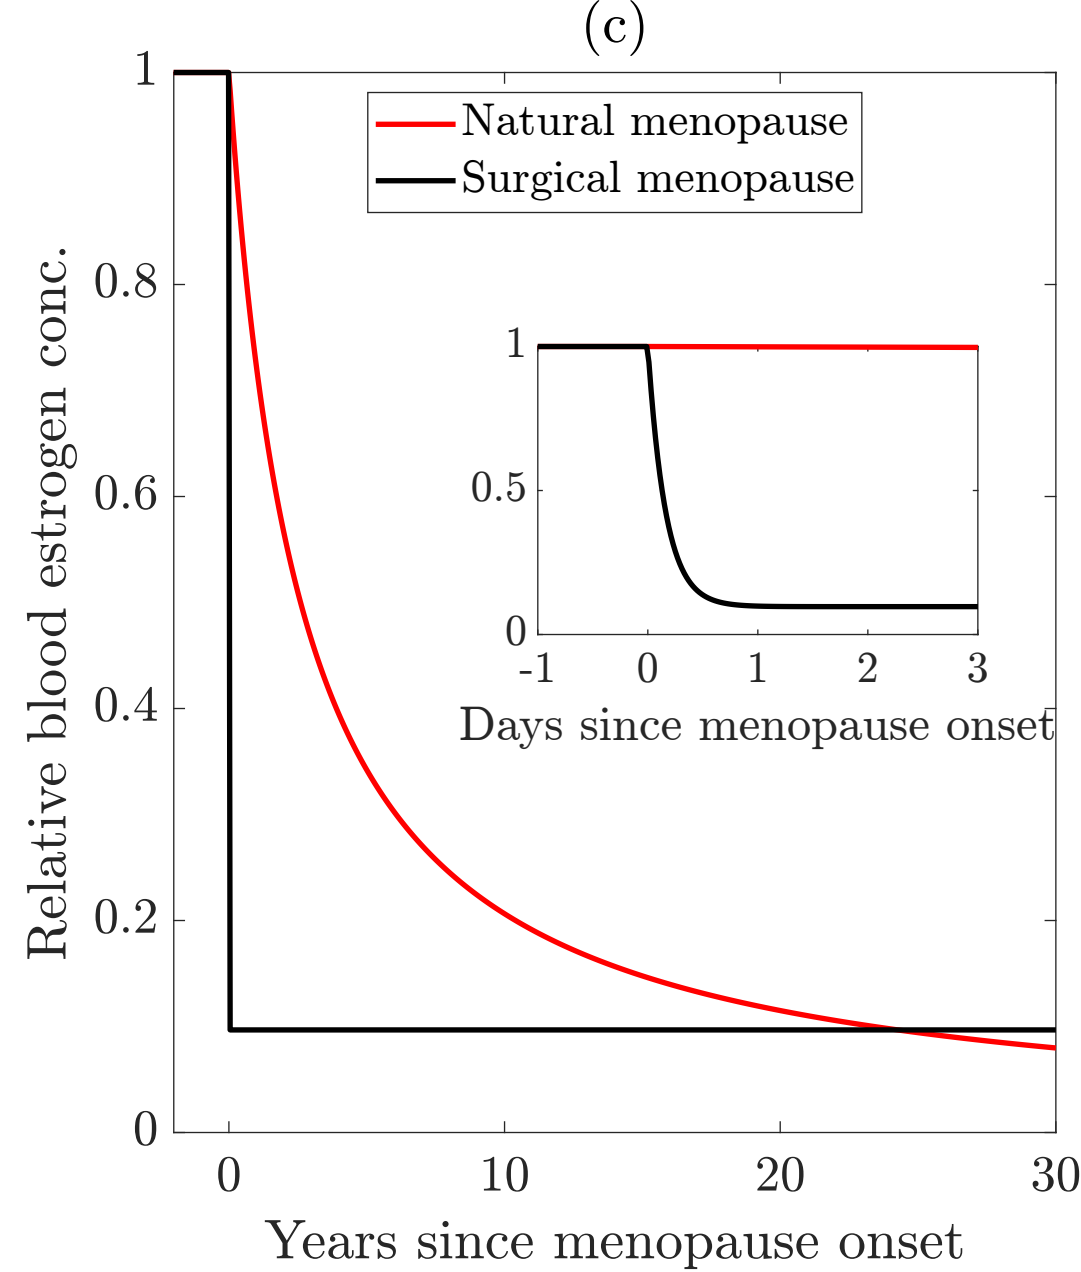 (c)
1
Natural menopause
Surgical menopause
0.8
0.6
0.4
0.2
0
Relative blood estrogen conc.
1
0.5
0
-1 0 1 2 3
Days since menopause onset
0 10 20 30
Years since menopause onset